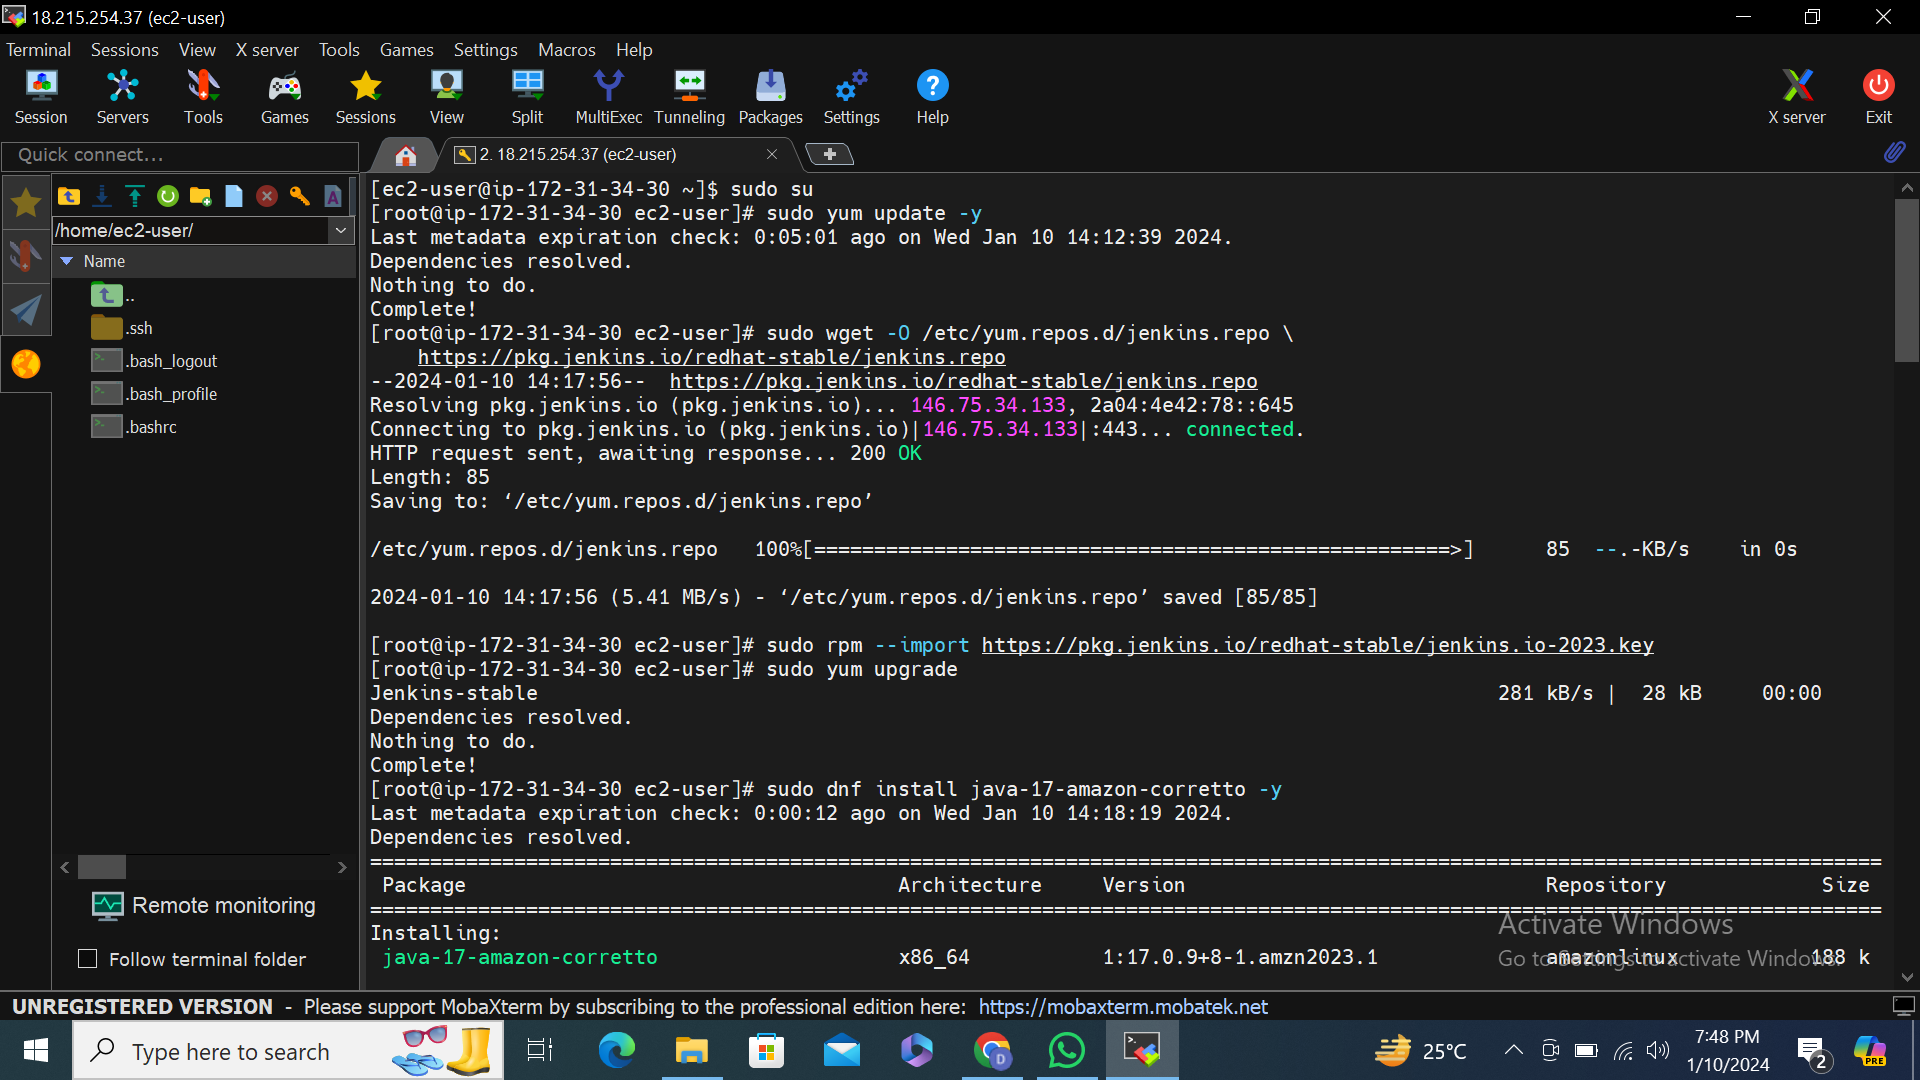 18.215.254.37 (ec2-user)
Terminal Sessions View X server Tools Games Settings Macros Help
Session Servers Tools Games Sessions View Split MultiExec Tunneling Packages Settings Help X server Exit
Quick connect...
2. 18.215.254.37 (ec2-user)
/home/ec2-user/
Name
..
.ssh
.bash_logout
.bash_profile
.bashrc
Remote monitoring
Follow terminal folder
[ec2-user@ip-172-31-34-30 ~]$ sudo su
[root@ip-172-31-34-30 ec2-user]# sudo yum update -y
Last metadata expiration check: 0:05:01 ago on Wed Jan 10 14:12:39 2024.
Dependencies resolved.
Nothing to do.
Complete!
[root@ip-172-31-34-30 ec2-user]# sudo wget -O /etc/yum.repos.d/jenkins.repo \
https://pkg.jenkins.io/redhat-stable/jenkins.repo
--2024-01-10 14:17:56-- https://pkg.jenkins.io/redhat-stable/jenkins.repo
Resolving pkg.jenkins.io (pkg.jenkins.io)... 146.75.34.133, 2a04:4e42:78::645
Connecting to pkg.jenkins.io (pkg.jenkins.io)|146.75.34.133|:443... connected.
HTTP request sent, awaiting response... 200 OK
Length: 85
Saving to: ‘/etc/yum.repos.d/jenkins.repo’
/etc/yum.repos.d/jenkins.repo 100%[=====================================================>] 85 --.-KB/s in 0s
2024-01-10 14:17:56 (5.41 MB/s) - ‘/etc/yum.repos.d/jenkins.repo’ saved [85/85]
[root@ip-172-31-34-30 ec2-user]# sudo rpm --import https://pkg.jenkins.io/redhat-stable/jenkins.io-2023.key
[root@ip-172-31-34-30 ec2-user]# sudo yum upgrade
Jenkins-stable 281 kB/s | 28 kB 00:00
Dependencies resolved.
Nothing to do.
Complete!
[root@ip-172-31-34-30 ec2-user]# sudo dnf install java-17-amazon-corretto -y
Last metadata expiration check: 0:00:12 ago on Wed Jan 10 14:18:19 2024.
Dependencies resolved.
Package Architecture Version Repository Size
Installing:
java-17-amazon-corretto x86_64 1:17.0.9+8-1.amzn2023.1 amazonlinux 188 k
Activate Windows
Go to Settings to activate Windows.
UNREGISTERED VERSION - Please support MobaXterm by subscribing to the professional edition here: https://mobaxterm.mobatek.net
Type here to search
25°C
7:48 PM
1/10/2024
2
PRE